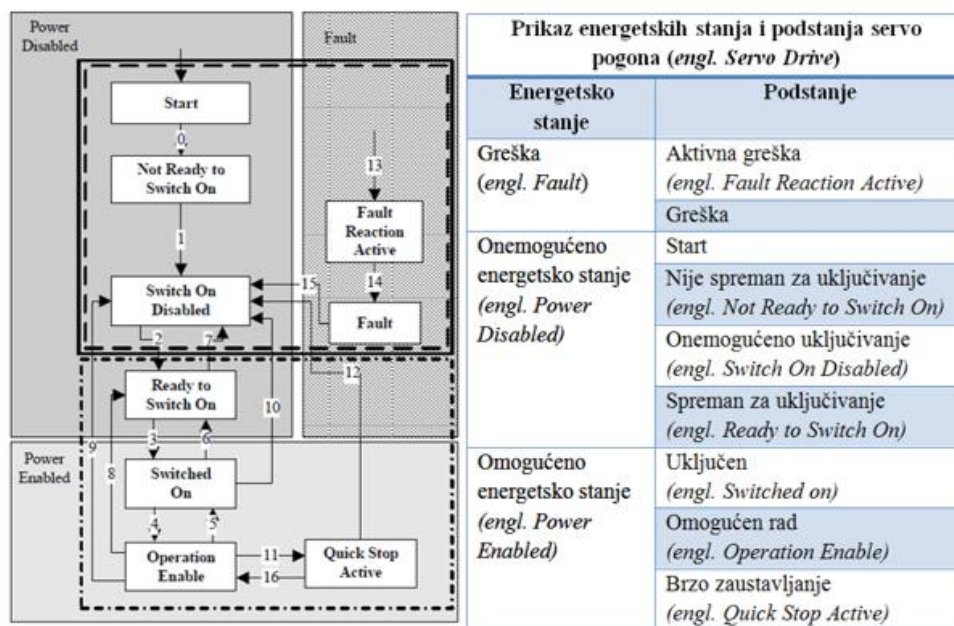 Power
Disabled
Fault
Start
0
Not Ready to
Switch On
13
1
Fault
Reaction
Active
15
14
Switch On
Disabled
Fault
2
7
12
Ready to
Switch On
10
9
3
6
8
Power
Enabled
Switched
On
4
5
Operation
Enable
11
16
Quick Stop
Active
Prikaz energetskih stanja i podstanja servo
pogona (engl. Servo Drive)
Energetsko
stanje
Podstanje
Greška
(engl. Fault)
Aktivna greška
(engl. Fault Reaction Active)
Greška
Onemogućeno
energetsko stanje
(engl. Power
Disabled)
Start
Nije spreman za uključivanje
(engl. Not Ready to Switch On)
Onemogućeno uključivanje
(engl. Switch On Disabled)
Spreman za uključivanje
(engl. Ready to Switch On)
Omogućeno
energetsko stanje
(engl. Power
Enabled)
Uključen
(engl. Switched on)
Omogućen rad
(engl. Operation Enable)
Brzo zaustavljanje
(engl. Quick Stop Active)